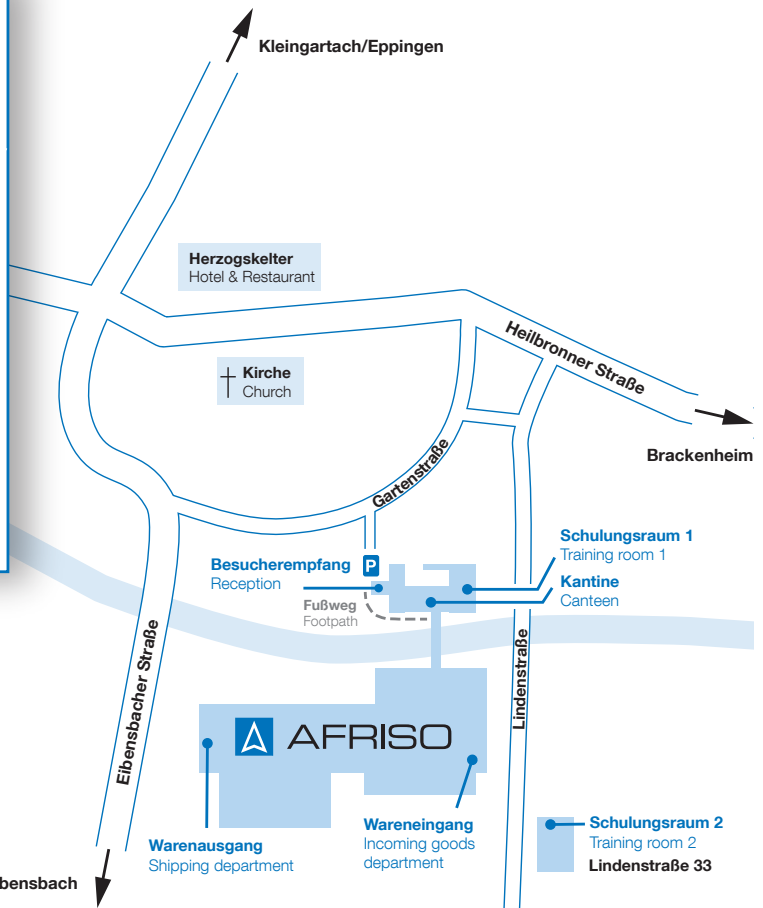 Kleingartach/Eppingen
Herzogskelter
Hotel & Restaurant
Heilbronner Straße
Kirche
Church
Brackenheim
Gartenstraße
Schulungsraum 1
Training room 1
Besucherempfang
Reception
P
Kantine
Canteen
Fußweg
Footpath
Lindenstraße
Eibensbacher Straße
AFRISO
Wareneingang
Incoming goods
department
Warenausgang
Shipping department
Schulungsraum 2
Training room 2
Lindenstraße 33
bensbach